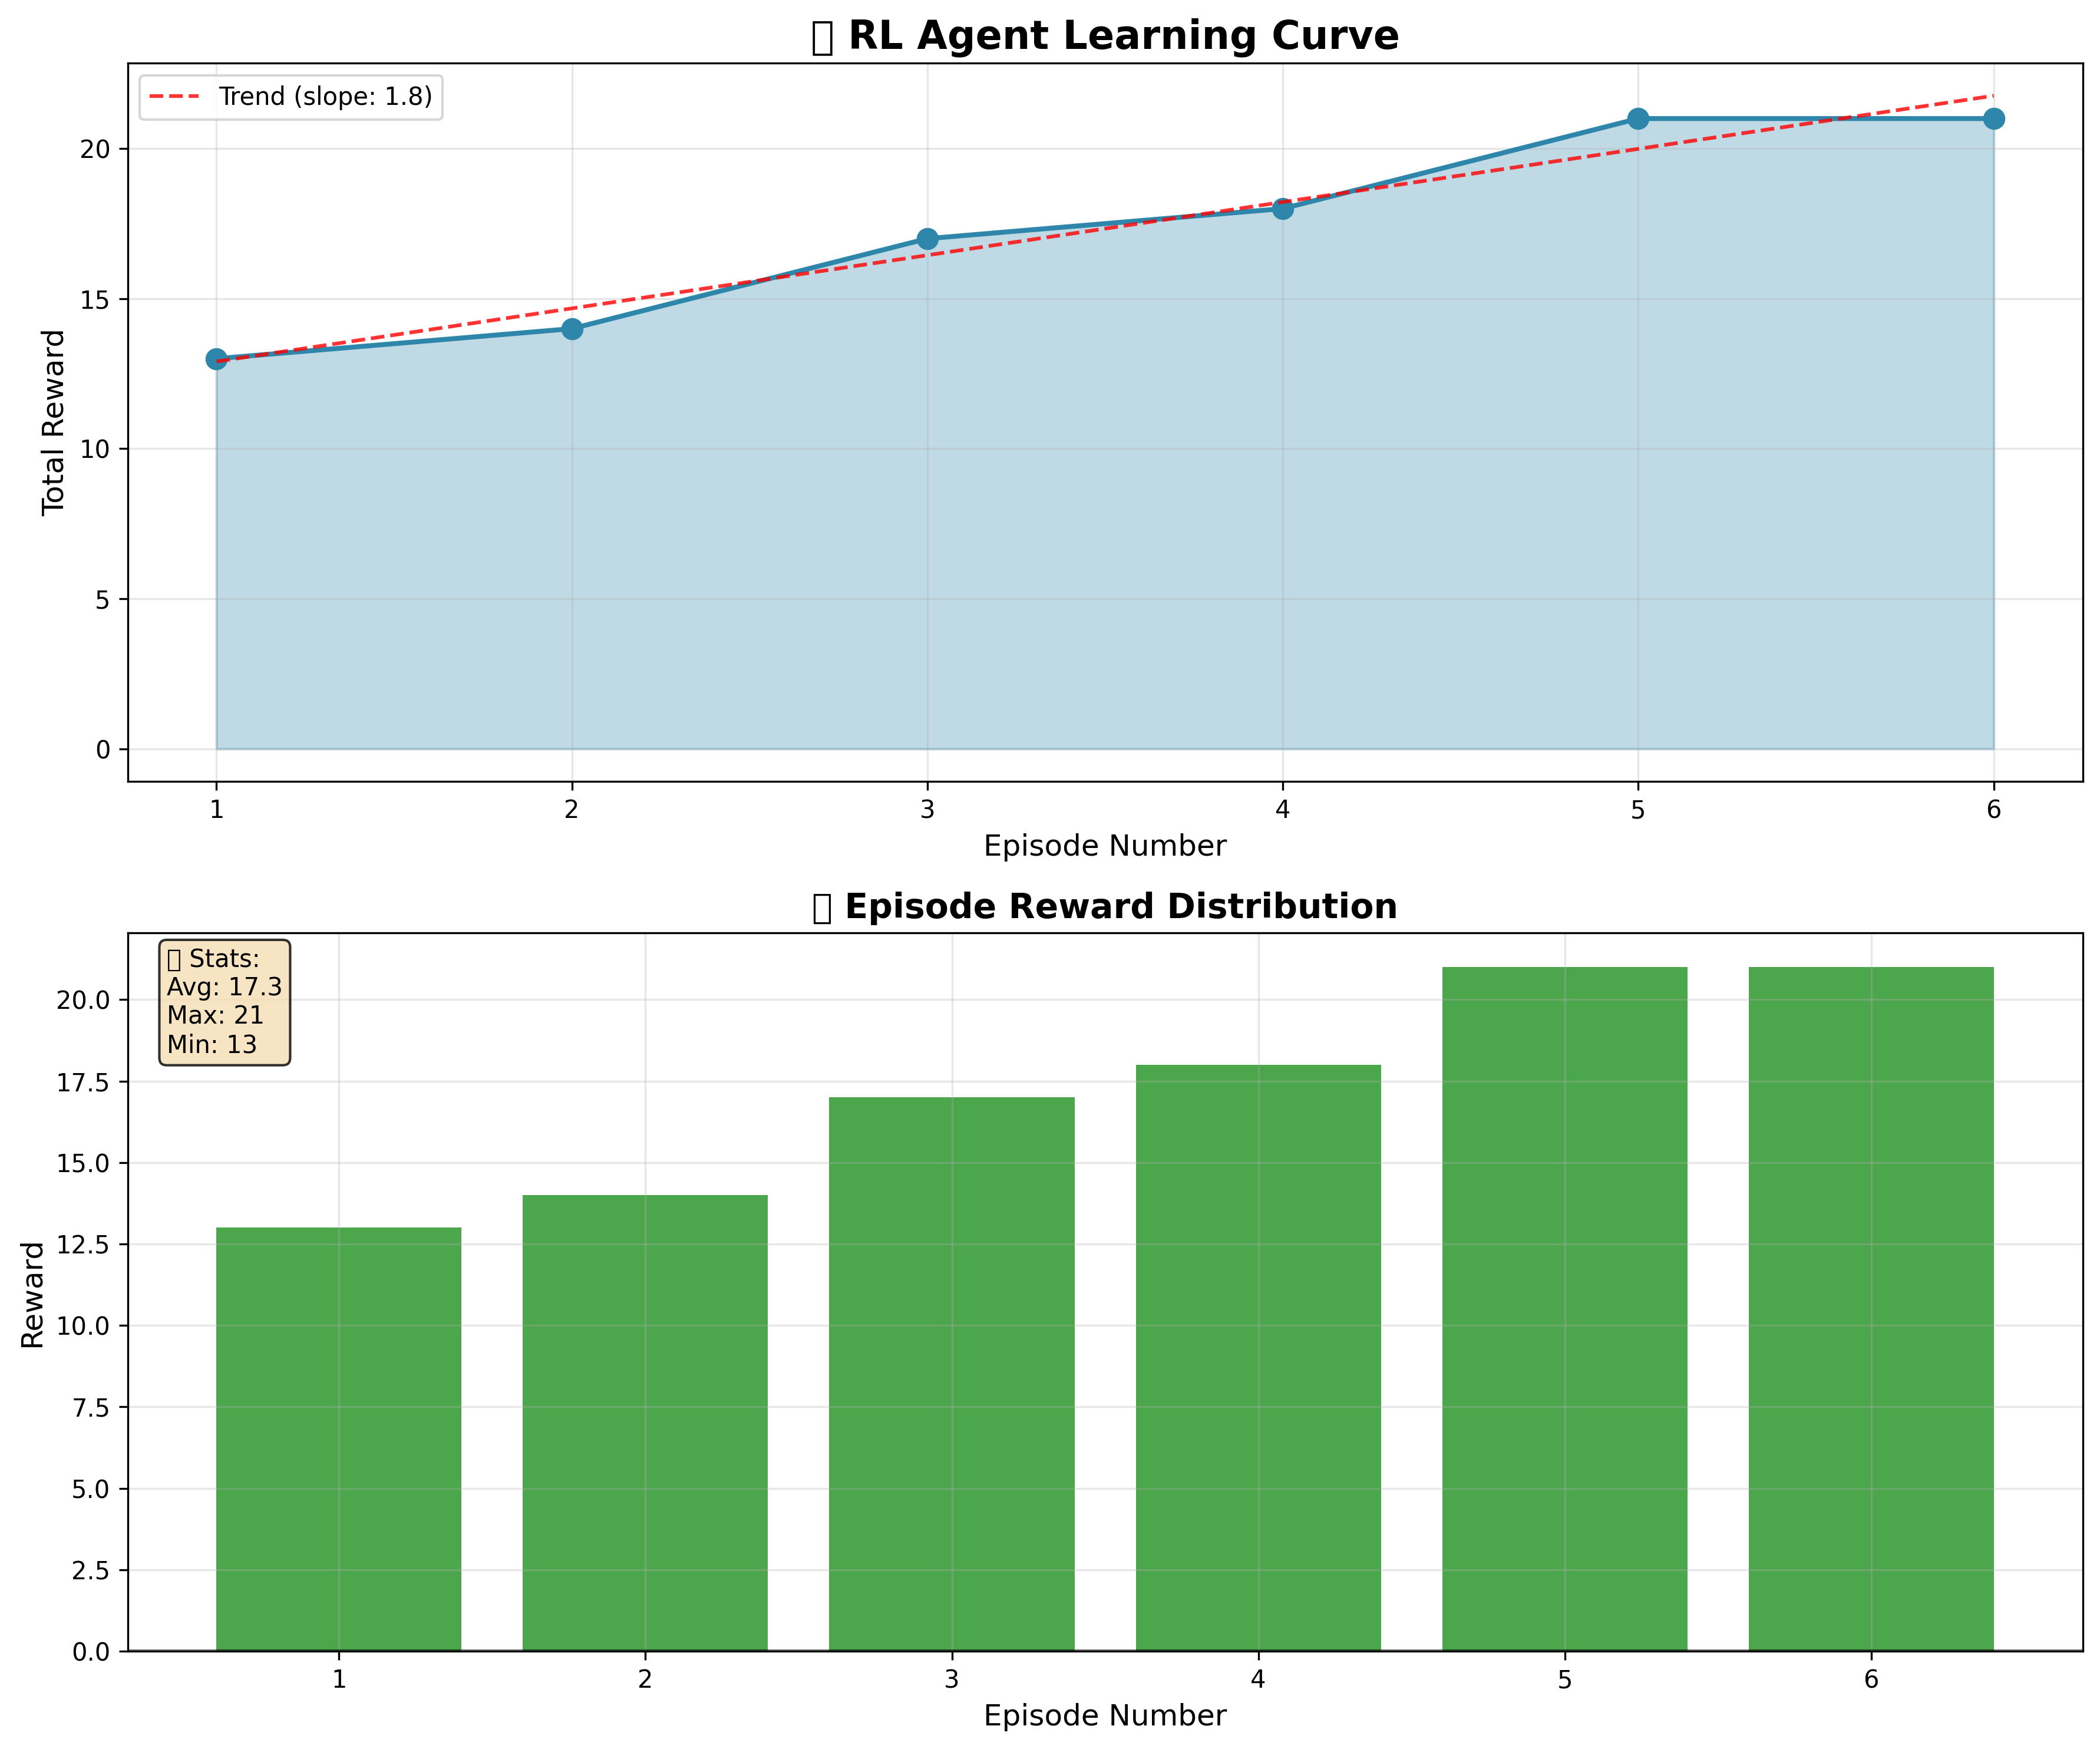 RL Agent Learning Curve
Trend (slope: 1.8)
Total Reward
20
15
10
5
0
1 2 3 4 5 6
Episode Number
Episode Reward Distribution
Stats:
Avg: 17.3
Max: 21
Min: 13
Reward
20.0
17.5
15.0
12.5
10.0
7.5
5.0
2.5
0.0
1 2 3 4 5 6
Episode Number